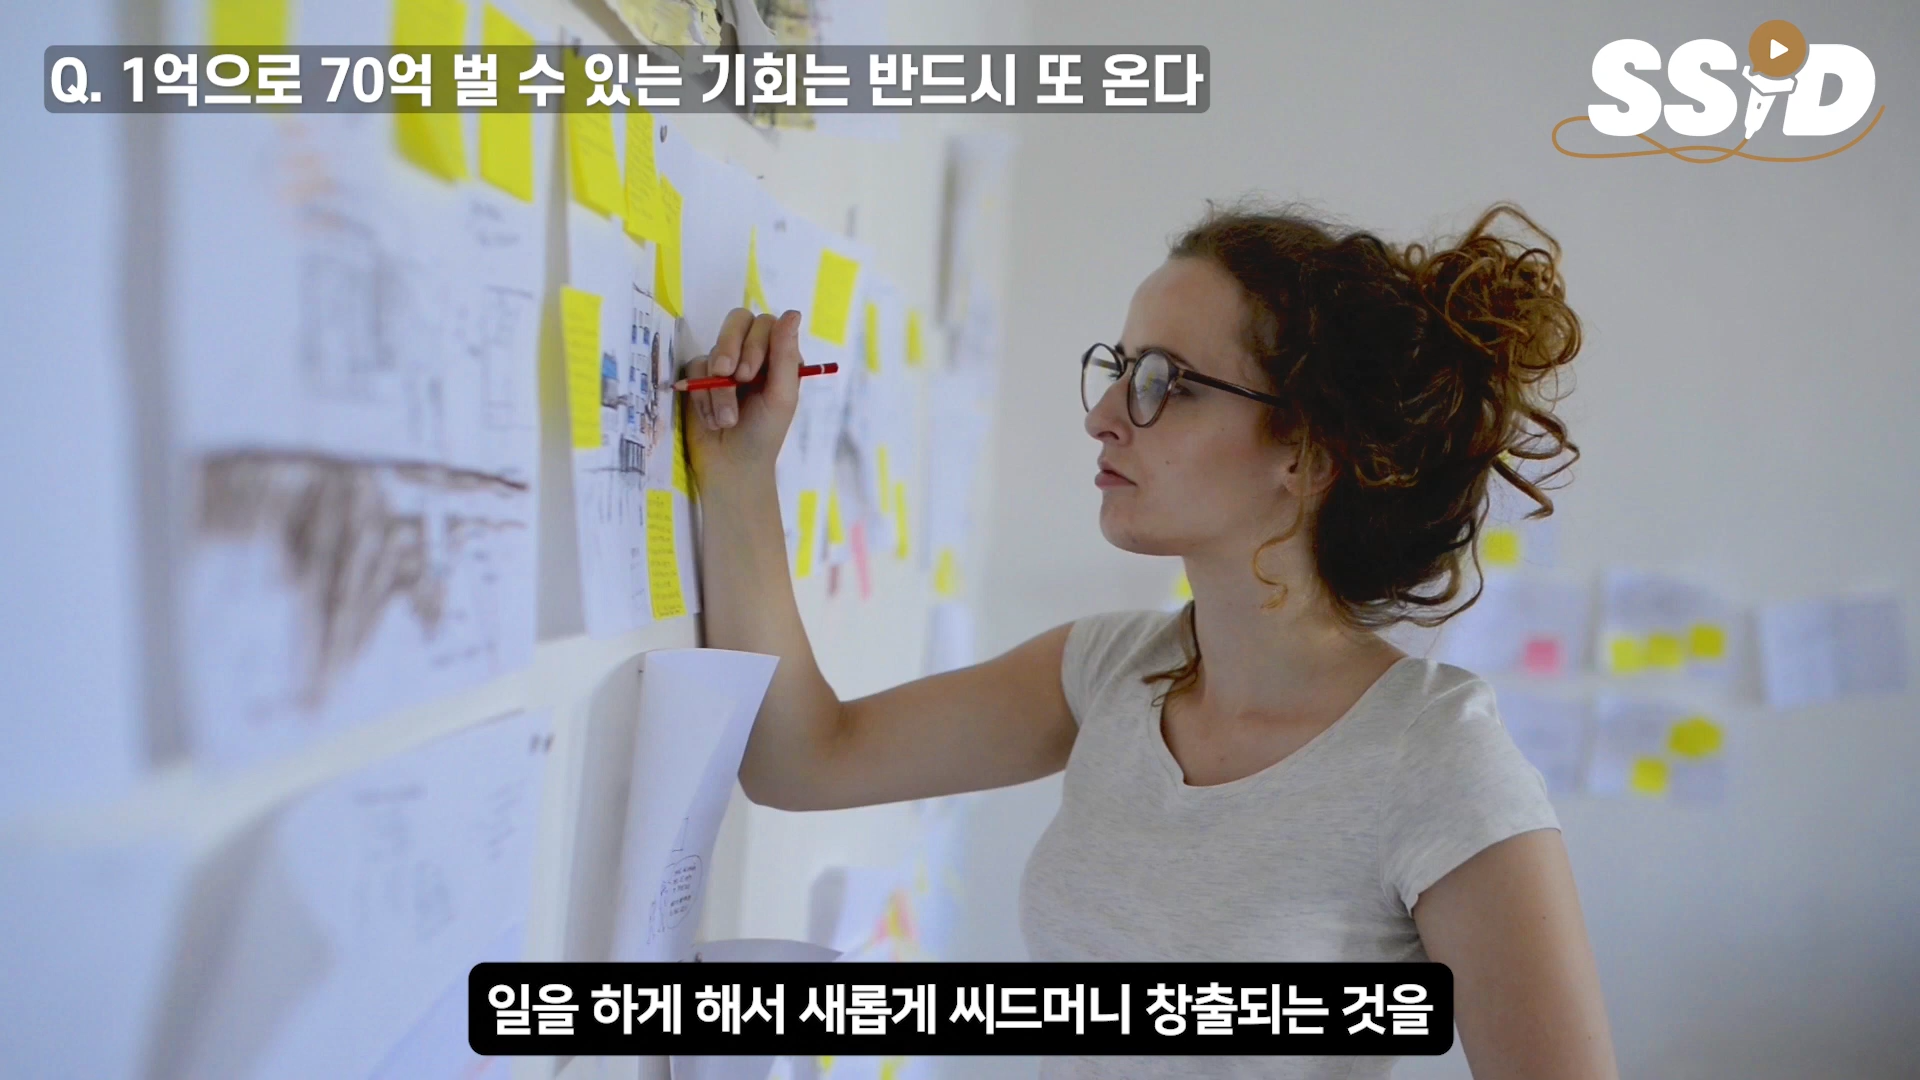 Q. 1억으로 70억 벌 수 있는 기회는 반드시 또 온다
SSiD
일을 하게 해서 새롭게 씨드머니 창출되는 것을